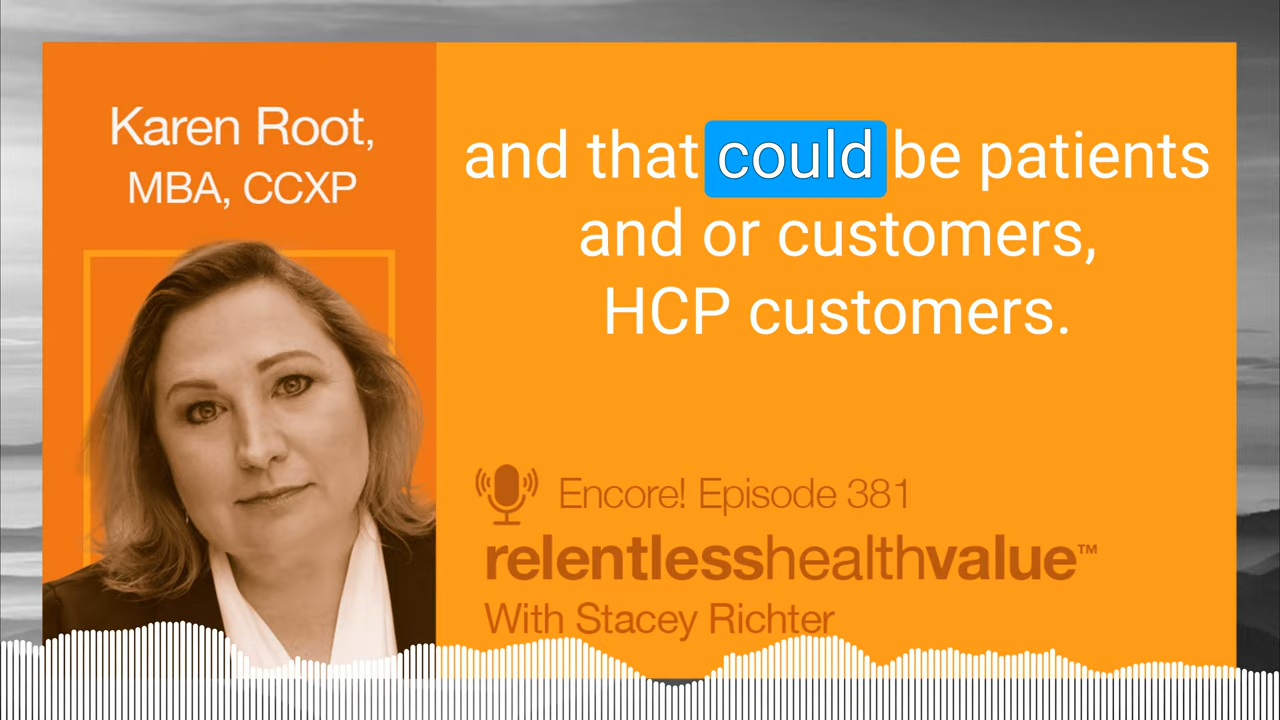 Karen Root,
MBA, CCXP
and that could be patients
and or customers,
HCP customers.
Encore! Episode 381
relentlesshealthvalue™
With Stacey Richter